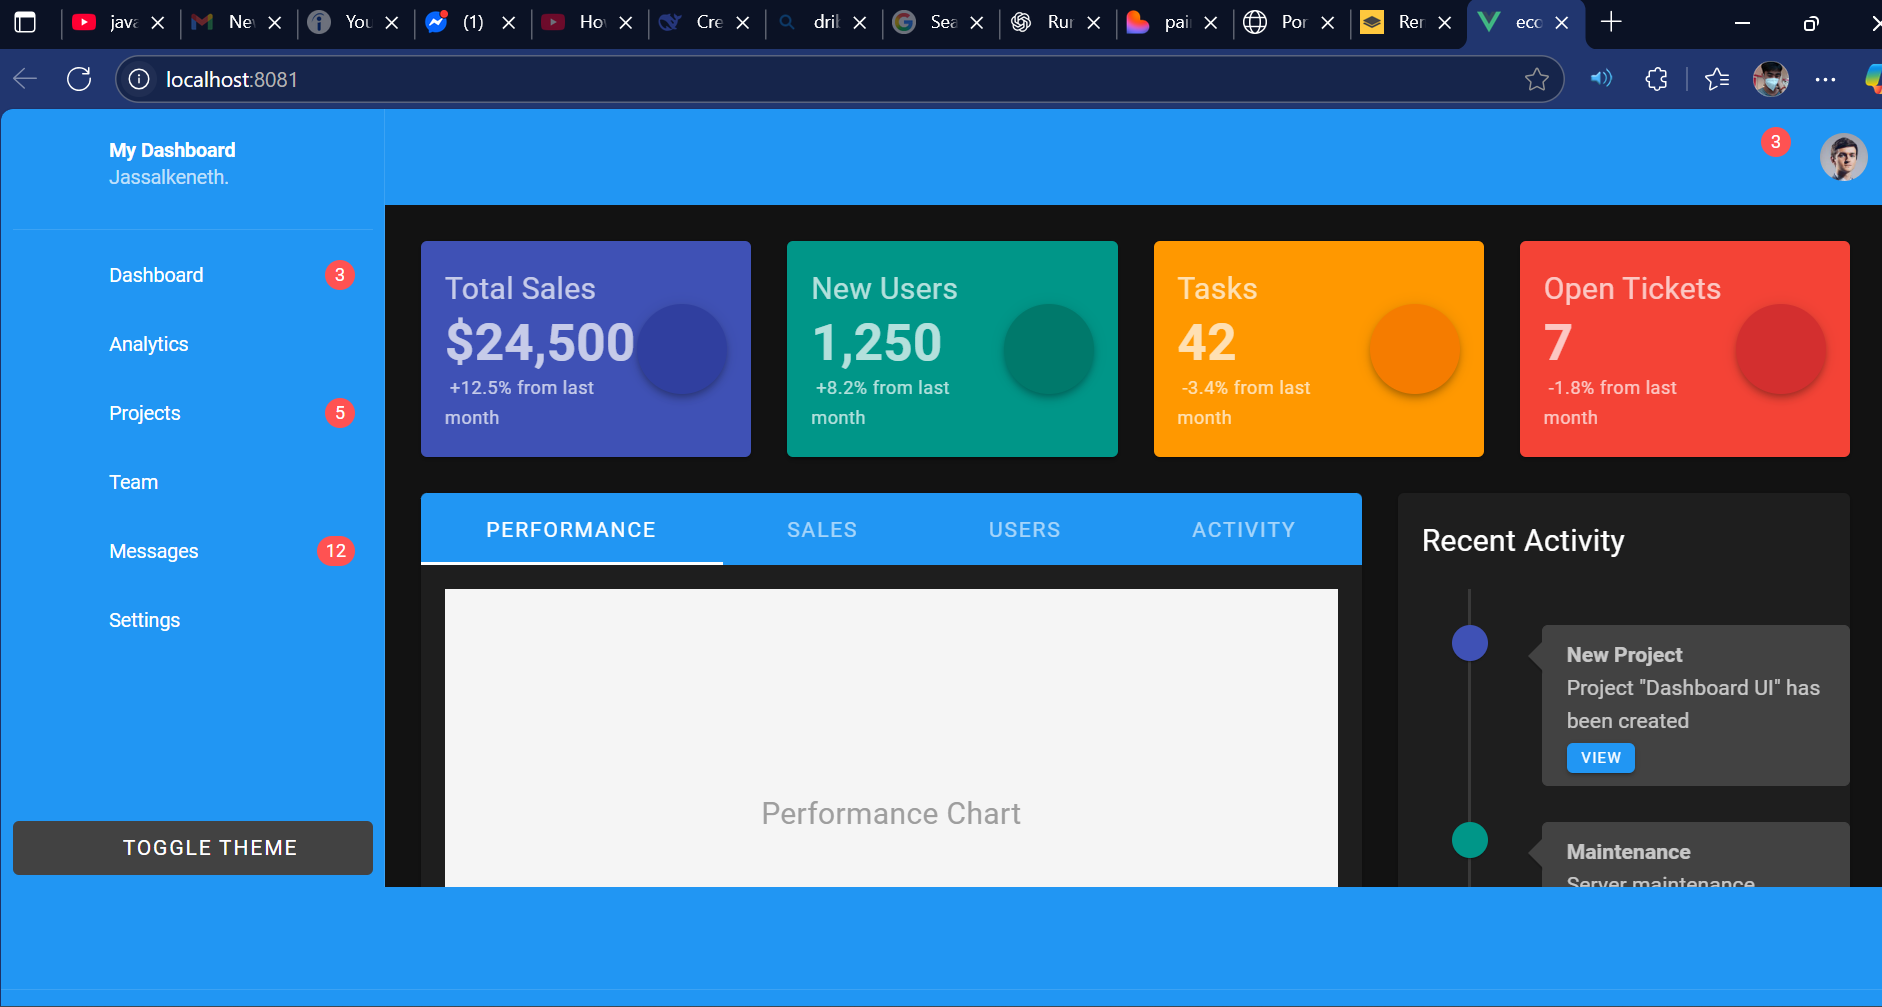 java
Ne
You
(1)
Ho
Cre
dril
Sea
Rur
pai
Por
Rer
eco
localhost:8081
My Dashboard
Jassalkeneth.
3
Dashboard 3
Analytics
Projects 5
Team
Messages 12
Settings
TOGGLE THEME
Total Sales
$24,500
+12.5% from last
month
New Users
1,250
+8.2% from last
month
Tasks
42
-3.4% from last
month
Open Tickets
7
-1.8% from last
month
PERFORMANCE SALES USERS ACTIVITY
Performance Chart
Recent Activity
New Project
Project "Dashboard UI" has
been created
VIEW
Maintenance
Server maintenance